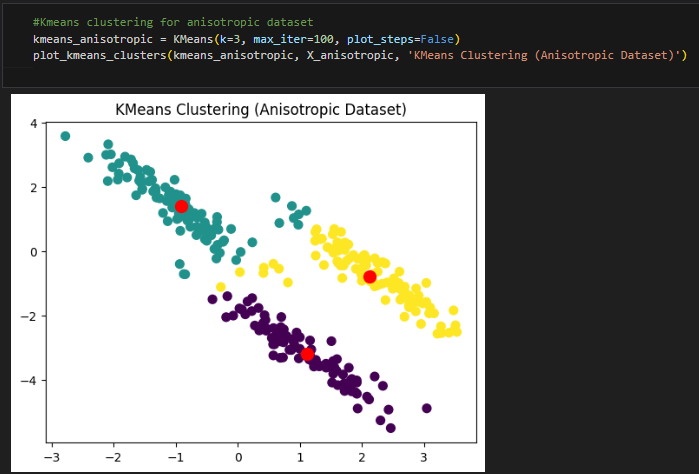 #Kmeans clustering for anisotropic dataset
kmeans_anisotropic = KMeans(k=3, max_iter=100, plot_steps=False)
plot_kmeans_clusters(kmeans_anisotropic, X_anisotropic, 'KMeans Clustering (Anisotropic Dataset)')
KMeans Clustering (Anisotropic Dataset)
4
2
0
−2
−4
−3 −2 −1 0 1 2 3